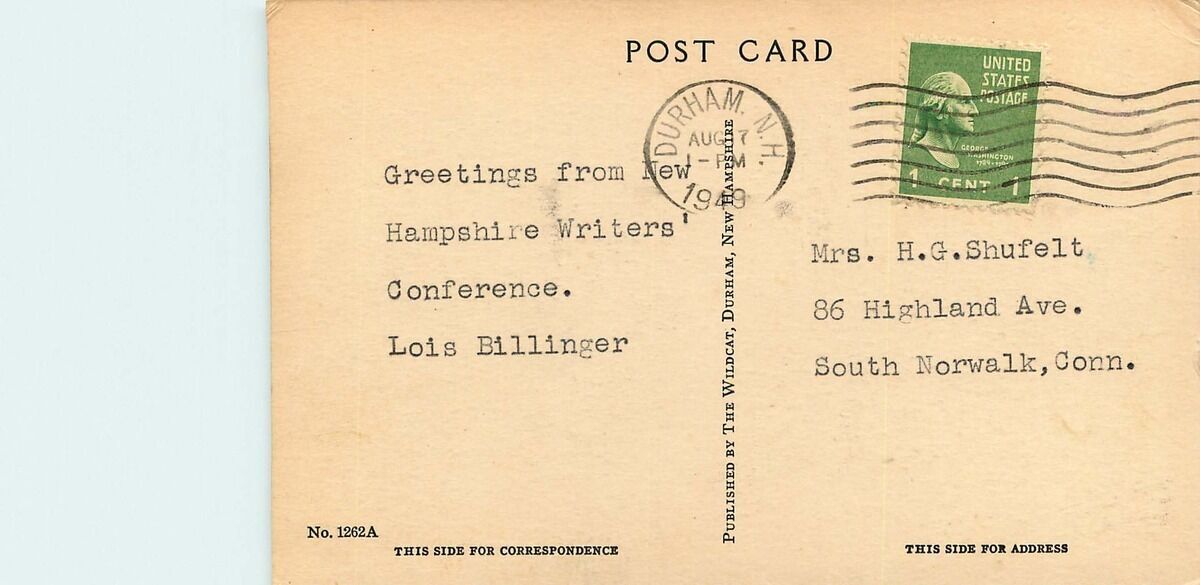 POST CARD
UNITED
STATES
POSTAGE
GEORGE
WASHINGTON
1 CENT 1
DURHAM, N.H.
AUG 7
1-PM
1949
Greetings from New
Hampshire Writers'
Conference.
Lois Billinger
PUBLISHED BY THE WILDCAT, DURHAM, NEW HAMPSHIRE
Mrs. H.G.Shufelt
86 Highland Ave.
South Norwalk,Conn.
No. 1262A
THIS SIDE FOR CORRESPONDENCE
THIS SIDE FOR ADDRESS